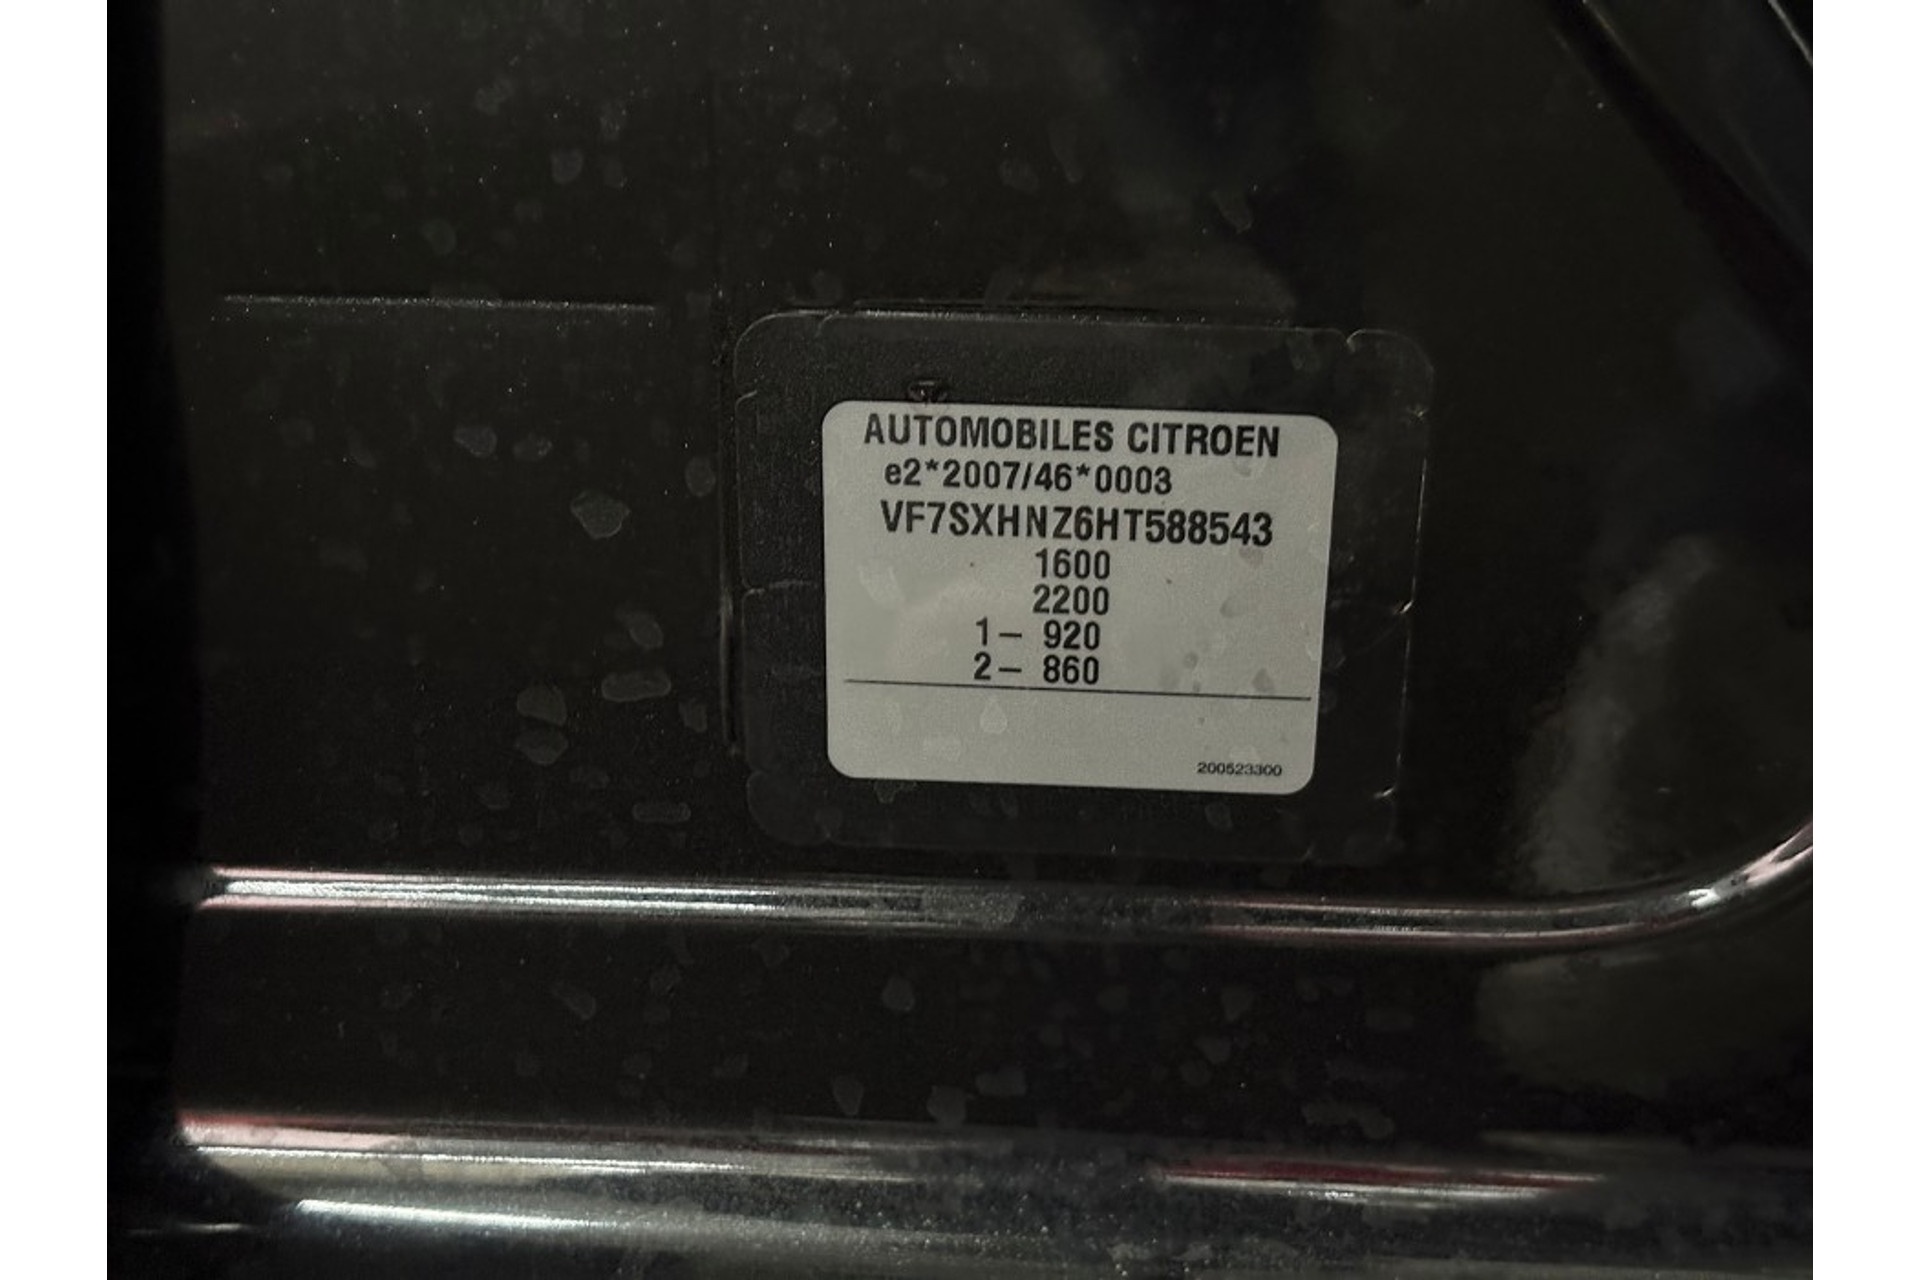 AUTOMOBILES CITROEN
e2*2007/46*0003
VF7SXHNZ6HT588543
1600
2200
1- 920
2- 860
200523300